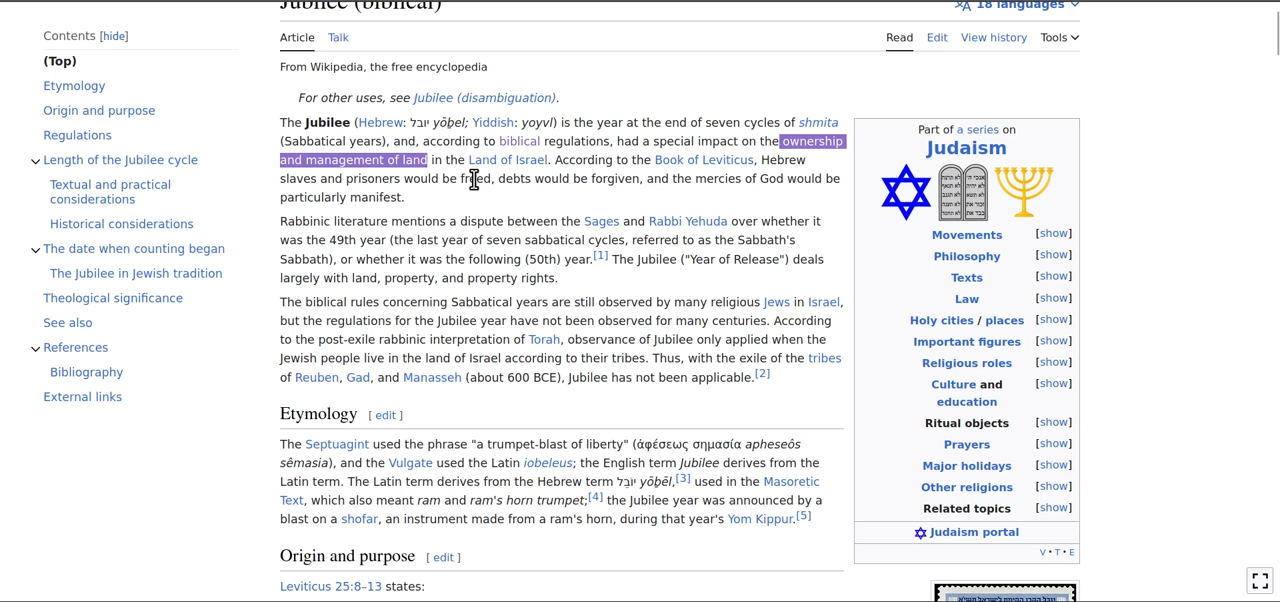 Jubilee (biblical)
18 languages
Contents [hide]
(Top)
Etymology
Origin and purpose
Regulations
Length of the Jubilee cycle
Textual and practical
considerations
Historical considerations
The date when counting began
The Jubilee in Jewish tradition
Theological significance
See also
References
Bibliography
External links
Article Talk Read Edit View history Tools
From Wikipedia, the free encyclopedia
For other uses, see Jubilee (disambiguation).
The Jubilee (Hebrew: יובל yōḇel; Yiddish: yoyvl) is the year at the end of seven cycles of shmita
(Sabbatical years), and, according to biblical regulations, had a special impact on the ownership
and management of land in the Land of Israel. According to the Book of Leviticus, Hebrew
slaves and prisoners would be freed, debts would be forgiven, and the mercies of God would be
particularly manifest.
Rabbinic literature mentions a dispute between the Sages and Rabbi Yehuda over whether it
was the 49th year (the last year of seven sabbatical cycles, referred to as the Sabbath's
Sabbath), or whether it was the following (50th) year.[1] The Jubilee ("Year of Release") deals
largely with land, property, and property rights.
The biblical rules concerning Sabbatical years are still observed by many religious Jews in Israel,
but the regulations for the Jubilee year have not been observed for many centuries. According
to the post-exile rabbinic interpretation of Torah, observance of Jubilee only applied when the
Jewish people live in the land of Israel according to their tribes. Thus, with the exile of the tribes
of Reuben, Gad, and Manasseh (about 600 BCE), Jubilee has not been applicable.[2]
Etymology [ edit ]
The Septuagint used the phrase "a trumpet-blast of liberty" (ἀφέσεως σημασία apheseôs
sêmasia), and the Vulgate used the Latin iobeleus; the English term Jubilee derives from the
Latin term. The Latin term derives from the Hebrew term יוֹבֵל yōḇēl,[3] used in the Masoretic
Text, which also meant ram and ram's horn trumpet;[4] the Jubilee year was announced by a
blast on a shofar, an instrument made from a ram's horn, during that year's Yom Kippur.[5]
Origin and purpose [ edit ]
Leviticus 25:8–13 states:
Part of a series on
Judaism
Movements [show]
Philosophy [show]
Texts [show]
Law [show]
Holy cities / places [show]
Important figures [show]
Religious roles [show]
Culture and [show]
education
Ritual objects [show]
Prayers [show]
Major holidays [show]
Other religions [show]
Related topics [show]
Judaism portal
V • T • E